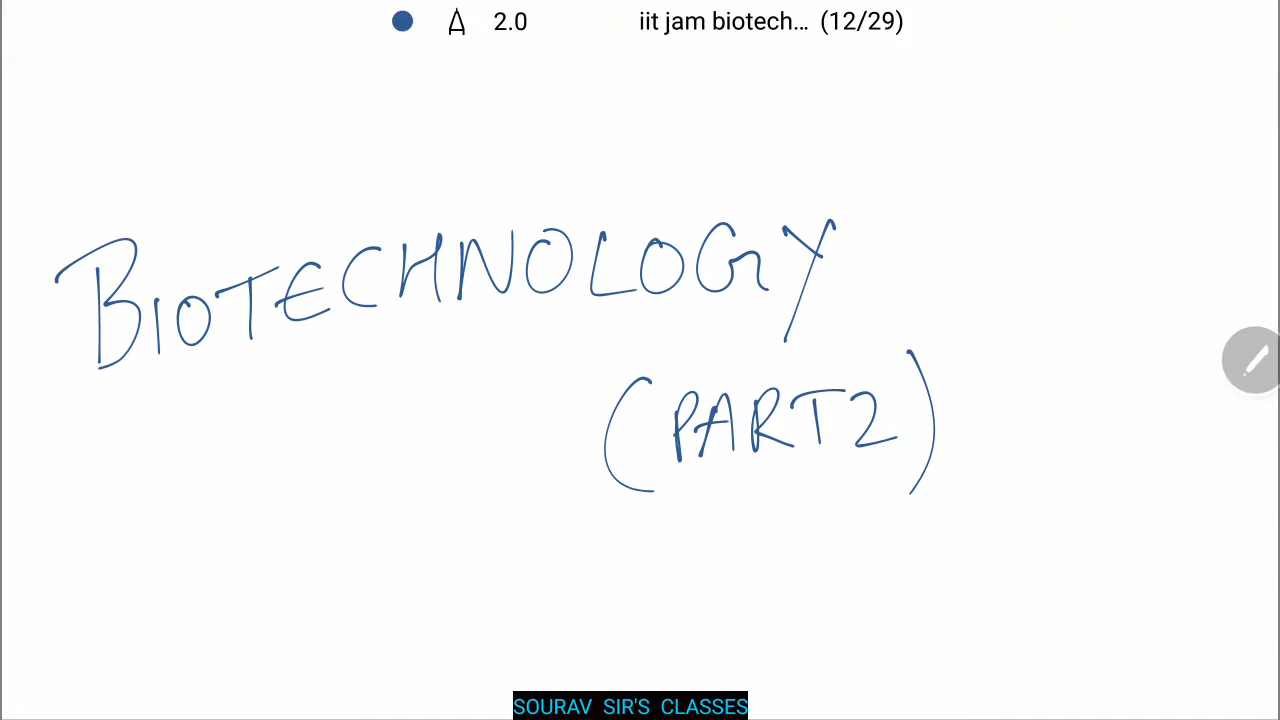 2.0 iit jam biotech... (12/29)
BIOTECHNOLOGY
(PART2)
SOURAV SIR'S CLASSES